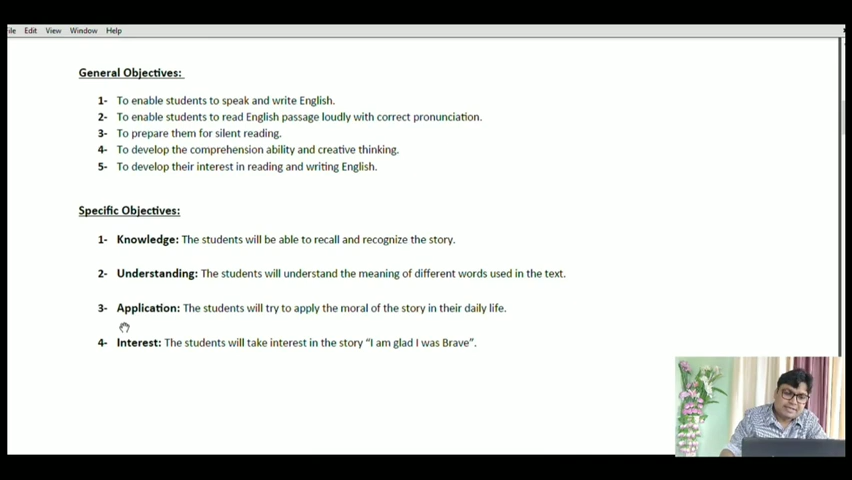 File Edit View Window Help
General Objectives:
1- To enable students to speak and write English.
2- To enable students to read English passage loudly with correct pronunciation.
3- To prepare them for silent reading.
4- To develop the comprehension ability and creative thinking.
5- To develop their interest in reading and writing English.
Specific Objectives:
1- Knowledge: The students will be able to recall and recognize the story.
2- Understanding: The students will understand the meaning of different words used in the text.
3- Application: The students will try to apply the moral of the story in their daily life.
4- Interest: The students will take interest in the story “I am glad I was Brave”.